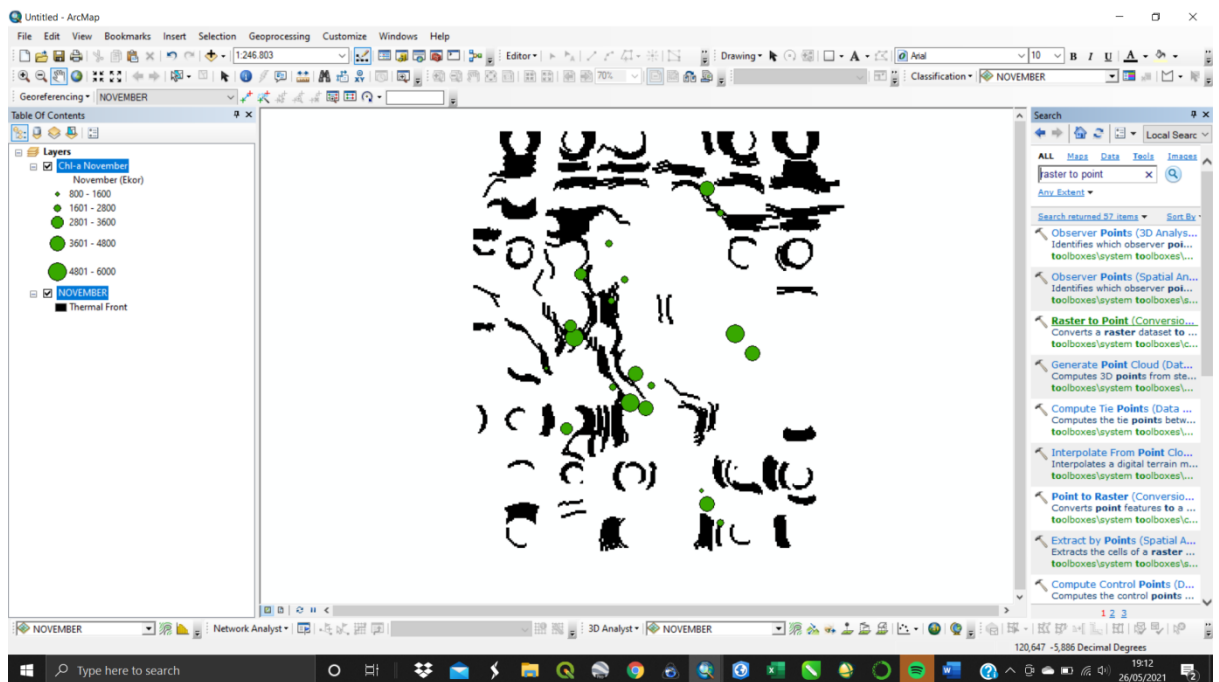 Untitled - ArcMap
File Edit View Bookmarks Insert Selection Geoprocessing Customize Windows Help
1:246.803
Editor
Drawing
Arial
10
B I U A
70%
Classification
NOVEMBER
Georeferencing
NOVEMBER
Table Of Contents
Layers
Chl-a November
November (Ekor)
800 - 1600
1601 - 2800
2801 - 3600
3601 - 4800
4801 - 6000
NOVEMBER
Thermal Front
Search
Local Searc
ALL Maps Data Tools Images
raster to point
Any Extent
Search returned 57 items Sort By
Observer Points (3D Analys...
Identifies which observer poi...
toolboxes\system toolboxes\...
Observer Points (Spatial An...
Identifies which observer poi...
toolboxes\system toolboxes\s...
Raster to Point (Conversio...
Converts a raster dataset to ...
toolboxes\system toolboxes\c...
Generate Point Cloud (Dat...
Computes 3D points from ste...
toolboxes\system toolboxes\...
Compute Tie Points (Data ...
Computes the tie points betw...
toolboxes\system toolboxes\...
Interpolate From Point Clo...
Interpolates a digital terrain m...
toolboxes\system toolboxes\...
Point to Raster (Conversio...
Converts point features to a ...
toolboxes\system toolboxes\c...
Extract by Points (Spatial A...
Extracts the cells of a raster ...
toolboxes\system toolboxes\s...
Compute Control Points (D...
Computes the control points ...
1 2 3
NOVEMBER
Network Analyst
3D Analyst
NOVEMBER
120,647 -5,886 Decimal Degrees
Type here to search
19:12
26/05/2021